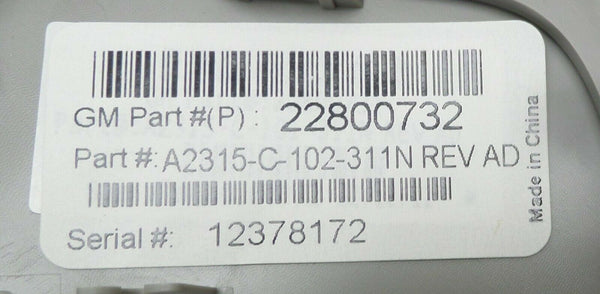 GM Part #(P) : 22800732
Part #: A2315-C-102-311N REV AD
Serial #: 12378172
Made in China